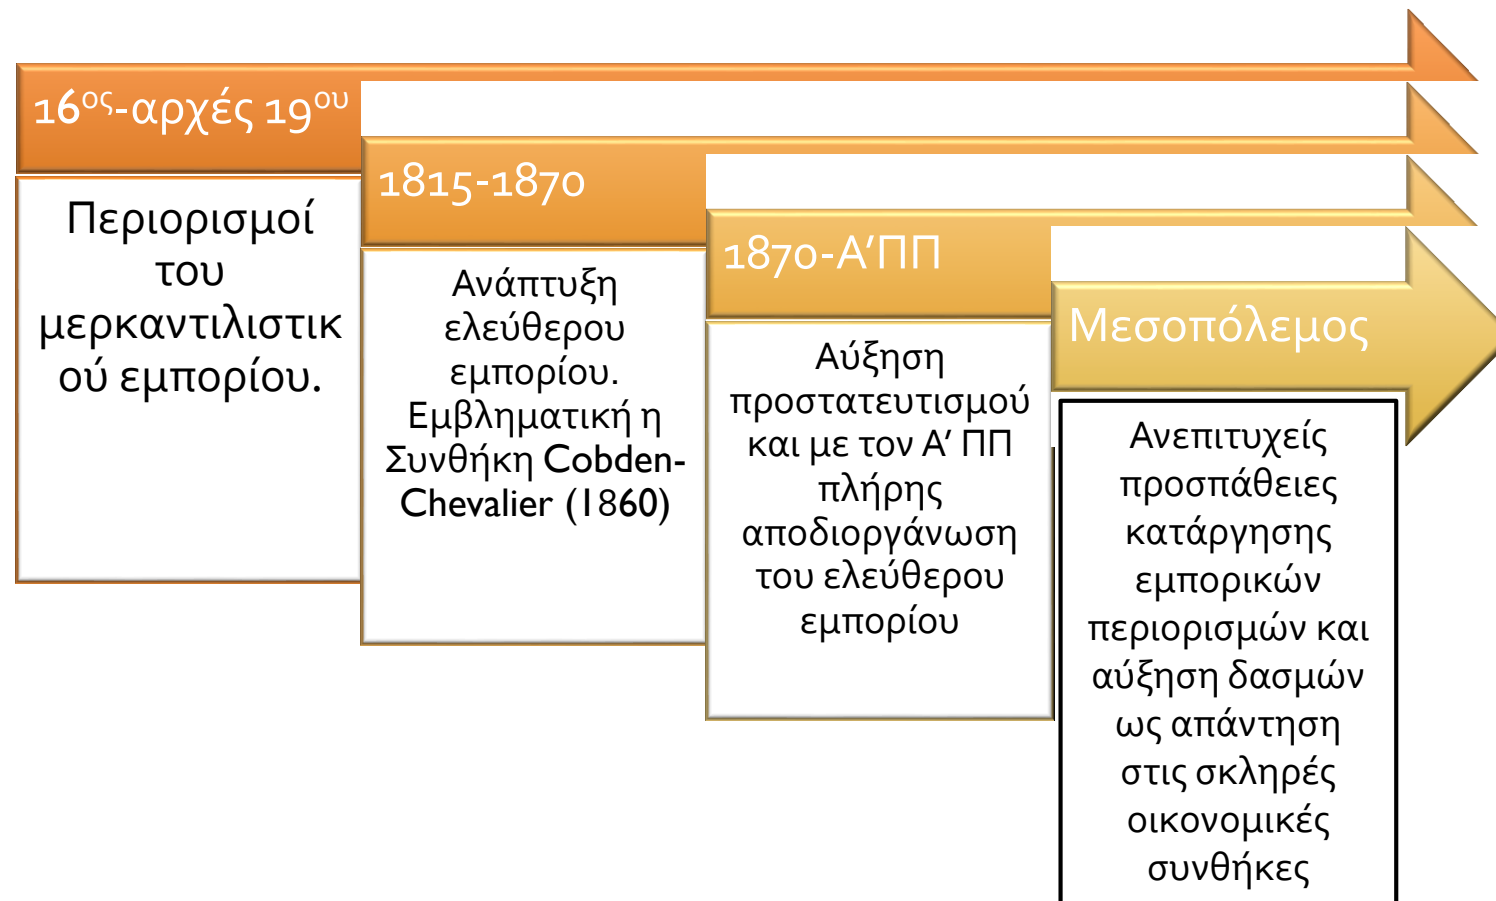 16ος-αρχές 19ου
Περιορισμοί
του
μερκαντιλιστικ
ού εμπορίου.
1815-1870
Ανάπτυξη
ελεύθερου
εμπορίου.
Εμβληματική η
Συνθήκη Cobden-
Chevalier (1860)
1870-Α’ΠΠ
Αύξηση
προστατευτισμού
και με τον Α’ ΠΠ
πλήρης
αποδιοργάνωση
του ελεύθερου
εμπορίου
Μεσοπόλεμος
Ανεπιτυχείς
προσπάθειες
κατάργησης
εμπορικών
περιορισμών και
αύξηση δασμών
ως απάντηση
στις σκληρές
οικονομικές
συνθήκες